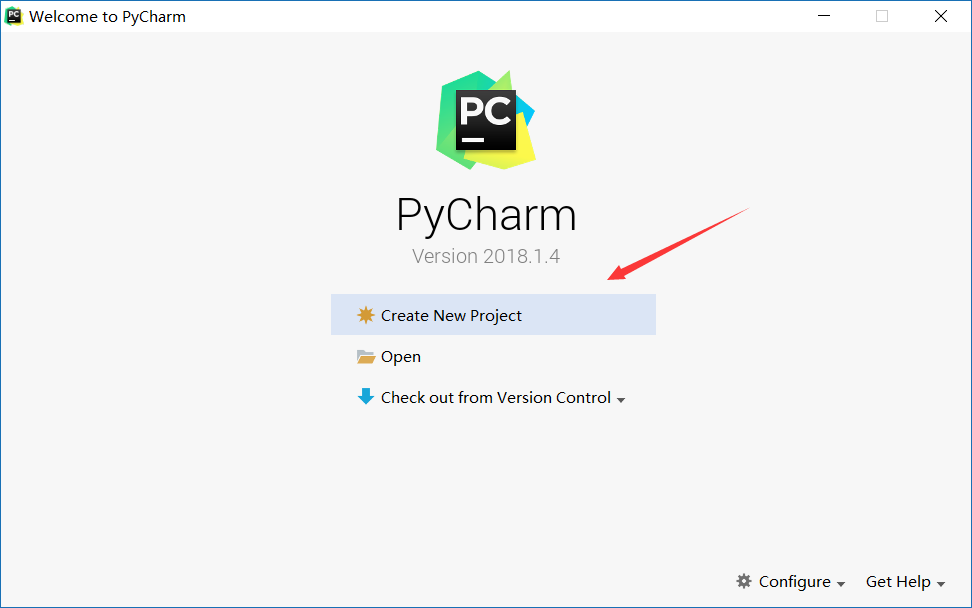 Welcome to PyCharm
PC
PyCharm
Version 2018.1.4
Create New Project
Open
Check out from Version Control
Configure
Get Help